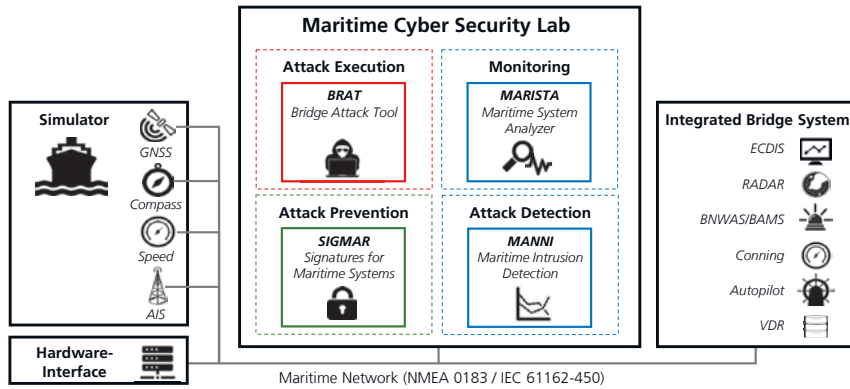 Maritime Cyber Security Lab
Attack Execution
BRAT
Bridge Attack Tool
Monitoring
MARISTA
Maritime System
Analyzer
Attack Prevention
SIGMAR
Signatures for
Maritime Systems
Attack Detection
MANNI
Maritime Intrusion
Detection
Simulator
GNSS
Compass
Speed
AIS
Hardware-
Interface
Integrated Bridge System
ECDIS
RADAR
BNWAS/BAMS
Conning
Autopilot
VDR
Maritime Network (NMEA 0183 / IEC 61162-450)